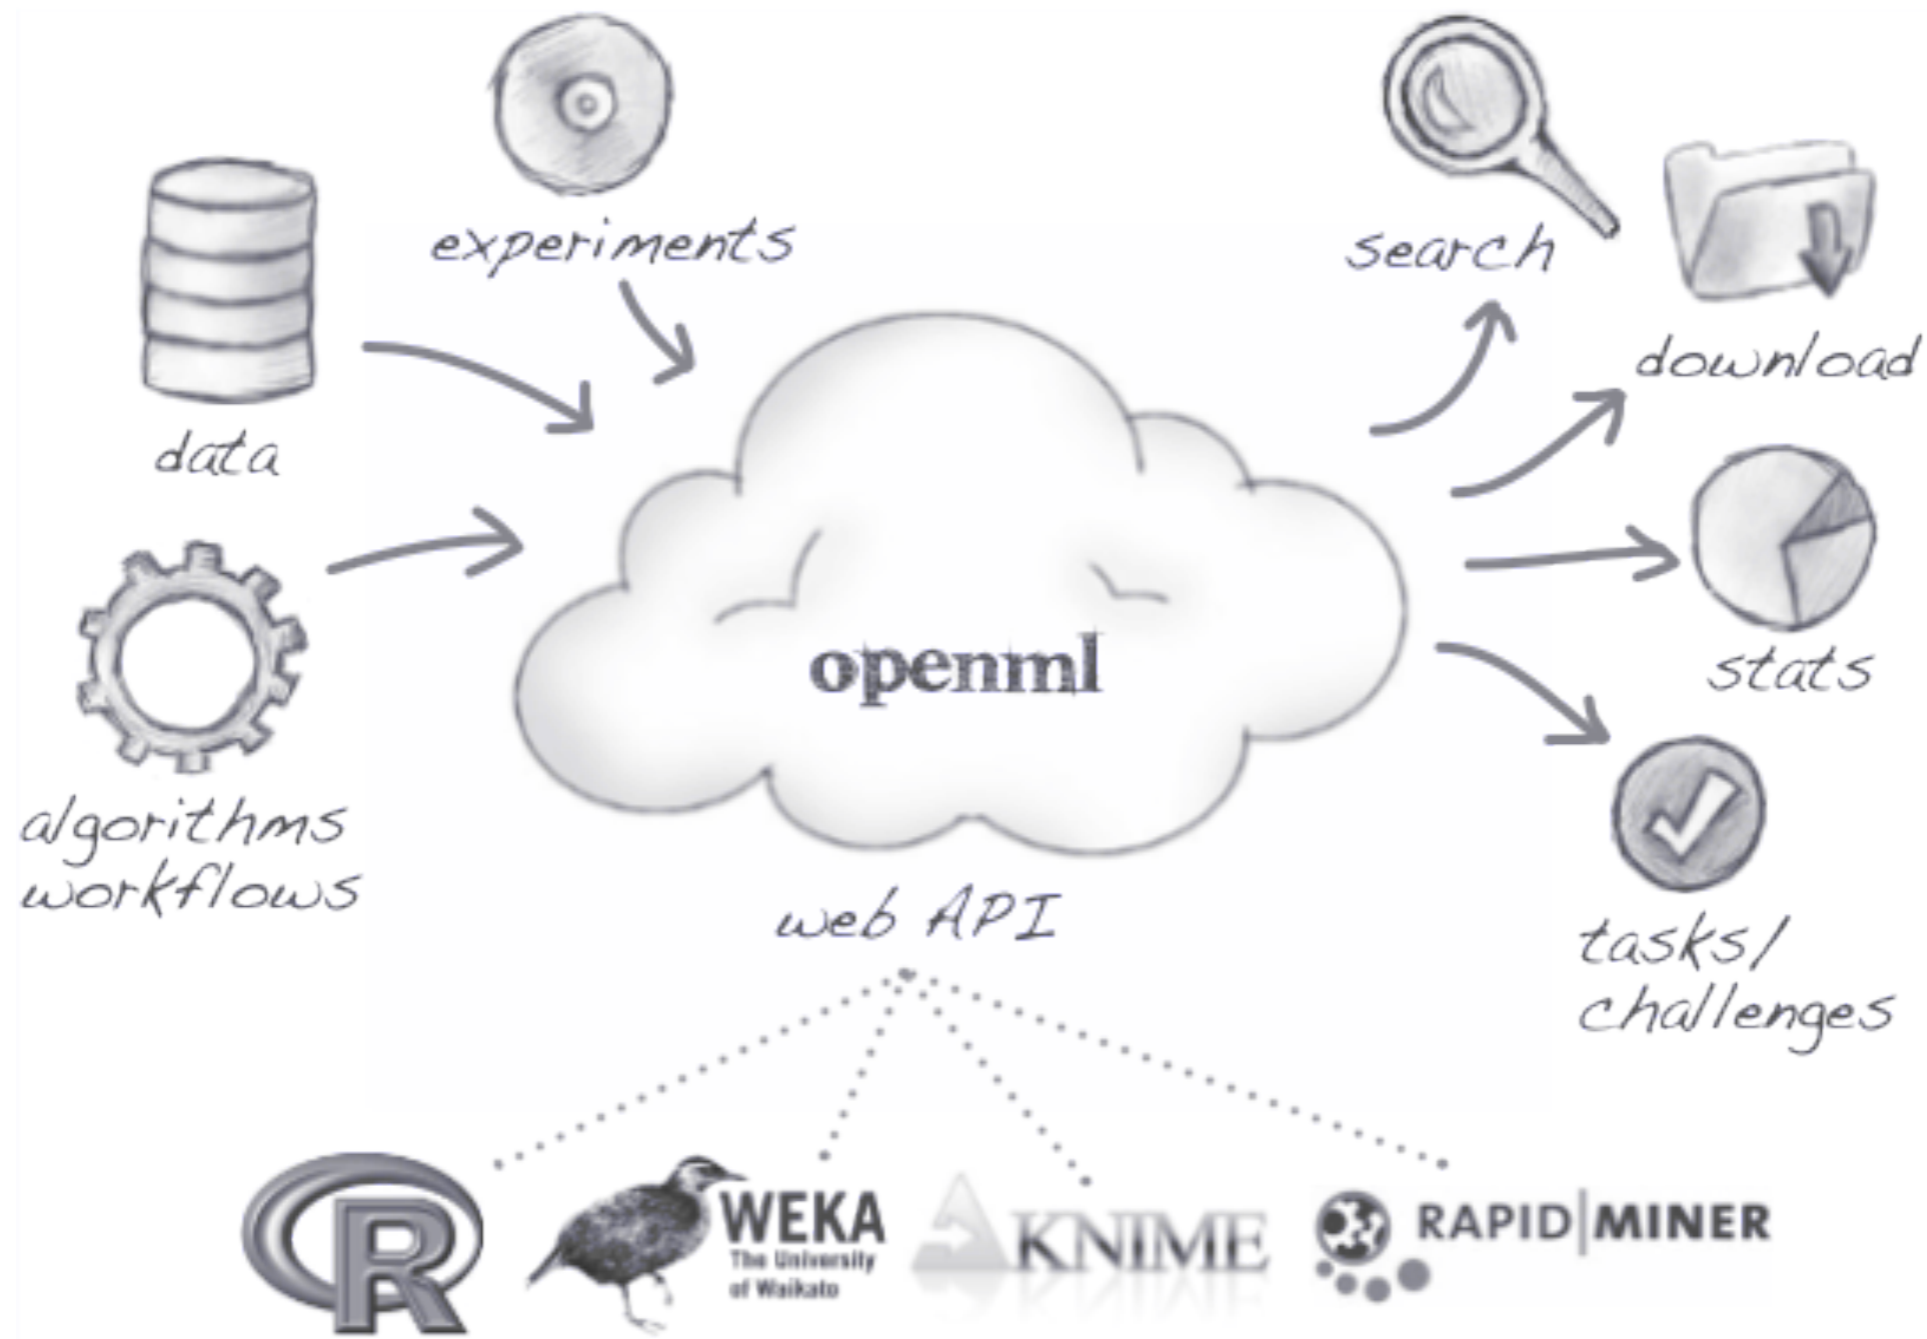 experiments
search
download
data
stats
openml
algorithms
workflows
web API
tasks/
challenges
R
WEKA
The University
of Waikato
KNIME
RAPID|MINER